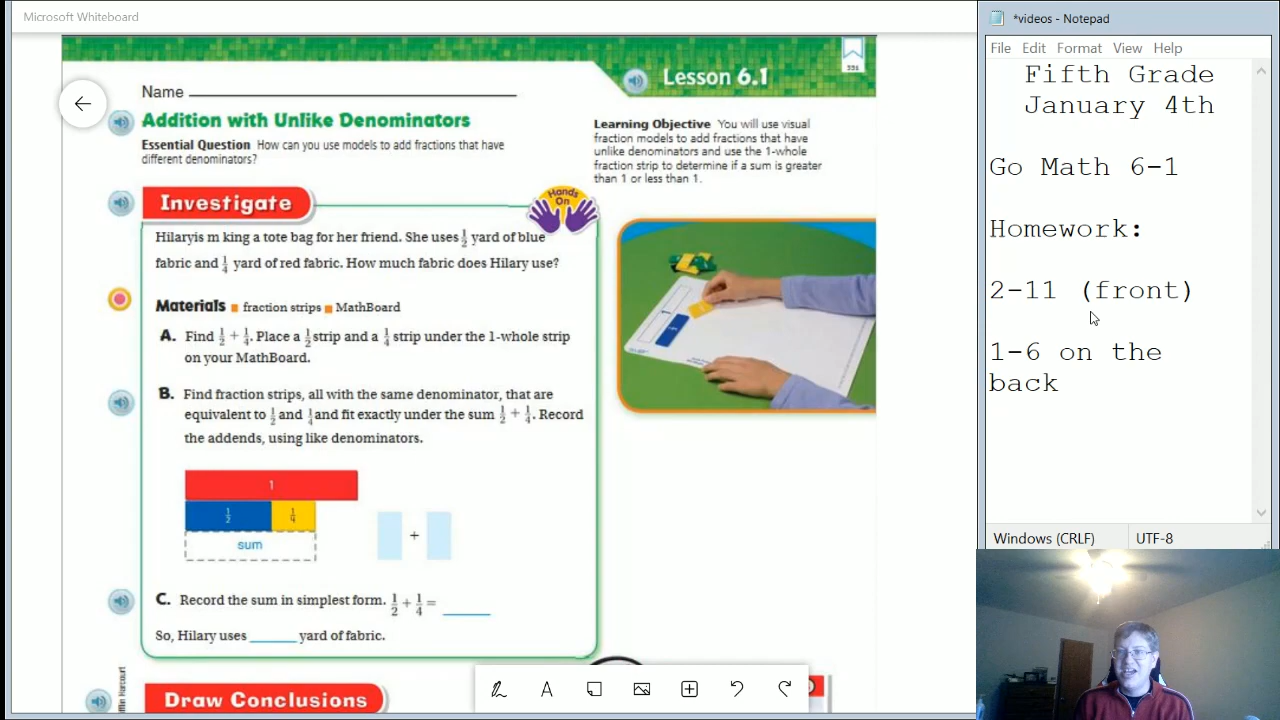 Microsoft Whiteboard
*videos - Notepad
File Edit Format View Help
Fifth Grade
January 4th
Go Math 6-1
Homework:
2-11 (front)
1-6 on the
back
Windows (CRLF) UTF-8
331
Lesson 6.1
Name
Addition with Unlike Denominators
Essential Question How can you use models to add fractions that have
different denominators?
Learning Objective You will use visual
fraction models to add fractions that have
unlike denominators and use the 1-whole
fraction strip to determine if a sum is greater
than 1 or less than 1.
Investigate
Hands
On
Hilaryis m king a tote bag for her friend. She uses 1/2 yard of blue
fabric and 1/4 yard of red fabric. How much fabric does Hilary use?
Materials ■ fraction strips ■ MathBoard
A. Find 1/2 + 1/4. Place a 1/2 strip and a 1/4 strip under the 1-whole strip
on your MathBoard.
B. Find fraction strips, all with the same denominator, that are
equivalent to 1/2 and 1/4 and fit exactly under the sum 1/2 + 1/4. Record
the addends, using like denominators.
1
1/2 1/4
sum
+
C. Record the sum in simplest form. 1/2 + 1/4 = ____
So, Hilary uses ____ yard of fabric.
Draw Conclusions